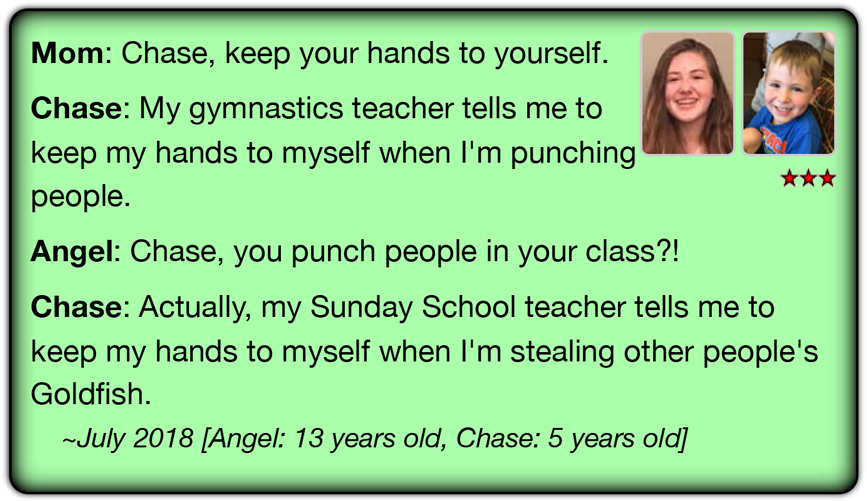 Mom: Chase, keep your hands to yourself.
Chase: My gymnastics teacher tells me to
keep my hands to myself when I'm punching
people.
Angel: Chase, you punch people in your class?!
Chase: Actually, my Sunday School teacher tells me to
keep my hands to myself when I'm stealing other people's
Goldfish.
~July 2018 [Angel: 13 years old, Chase: 5 years old]